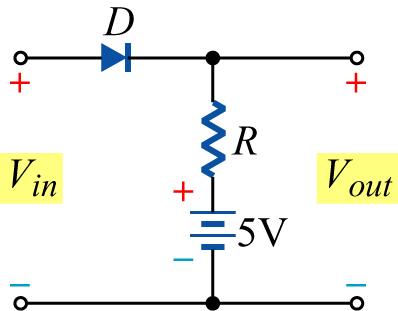 D
+ +
R
V_in V_out
+
5V
−
− −